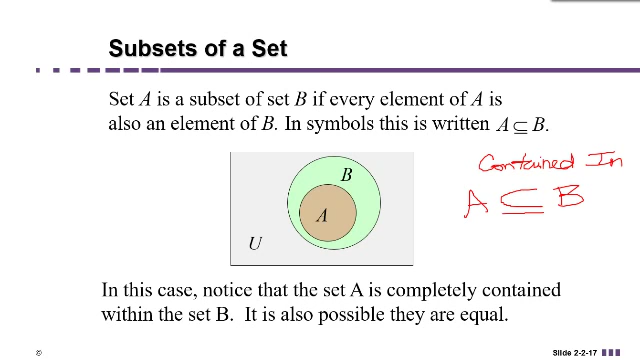 Subsets of a Set
Set A is a subset of set B if every element of A is
also an element of B. In symbols this is written A ⊆ B.
Contained In
A ⊆ B
B
A
U
In this case, notice that the set A is completely contained
within the set B. It is also possible they are equal.
©
Slide 2-2-17